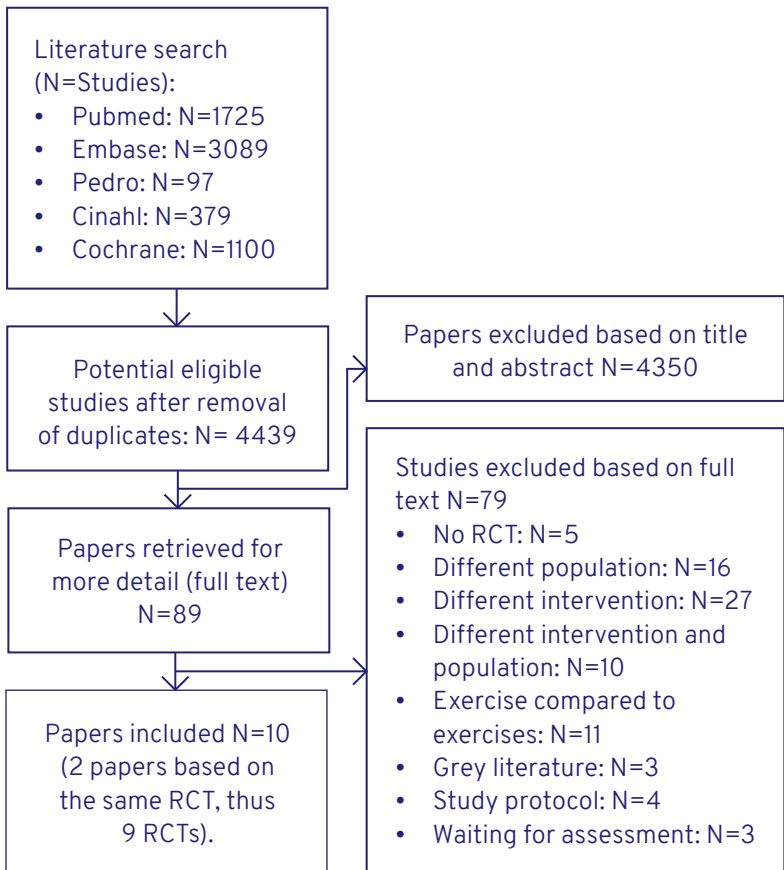 Literature search
(N=Studies):
• Pubmed: N=1725
• Embase: N=3089
• Pedro: N=97
• Cinahl: N=379
• Cochrane: N=1100
Potential eligible
studies after removal
of duplicates: N= 4439
Papers excluded based on title
and abstract N=4350
Papers retrieved for
more detail (full text)
N=89
Studies excluded based on full
text N=79
• No RCT: N=5
• Different population: N=16
• Different intervention: N=27
• Different intervention and
population: N=10
• Exercise compared to
exercises: N=11
• Grey literature: N=3
• Study protocol: N=4
• Waiting for assessment: N=3
Papers included N=10
(2 papers based on
the same RCT, thus
9 RCTs).